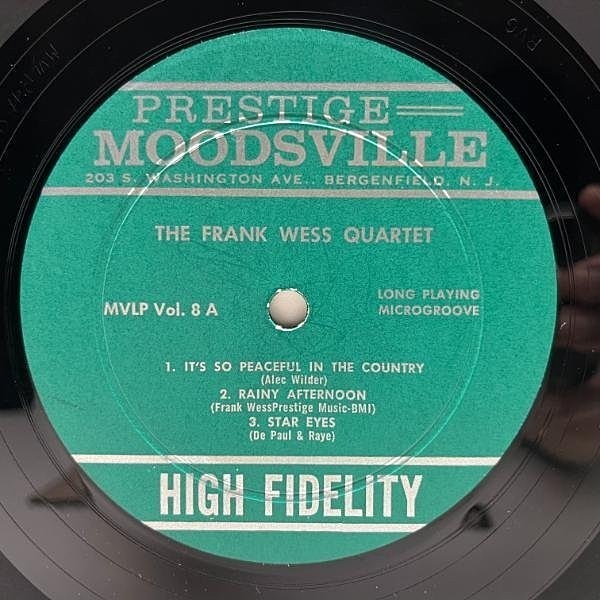 RVG
PRESTIGE
MOODSVILLE
203 S. WASHINGTON AVE., BERGENFIELD, N. J.
THE FRANK WESS QUARTET
MVLP Vol. 8 A
LONG PLAYING
MICROGROOVE
1. IT'S SO PEACEFUL IN THE COUNTRY
(Alec Wilder)
2. RAINY AFTERNOON
(Frank WessPrestige Music-BMI)
3. STAR EYES
(De Paul & Raye)
HIGH FIDELITY